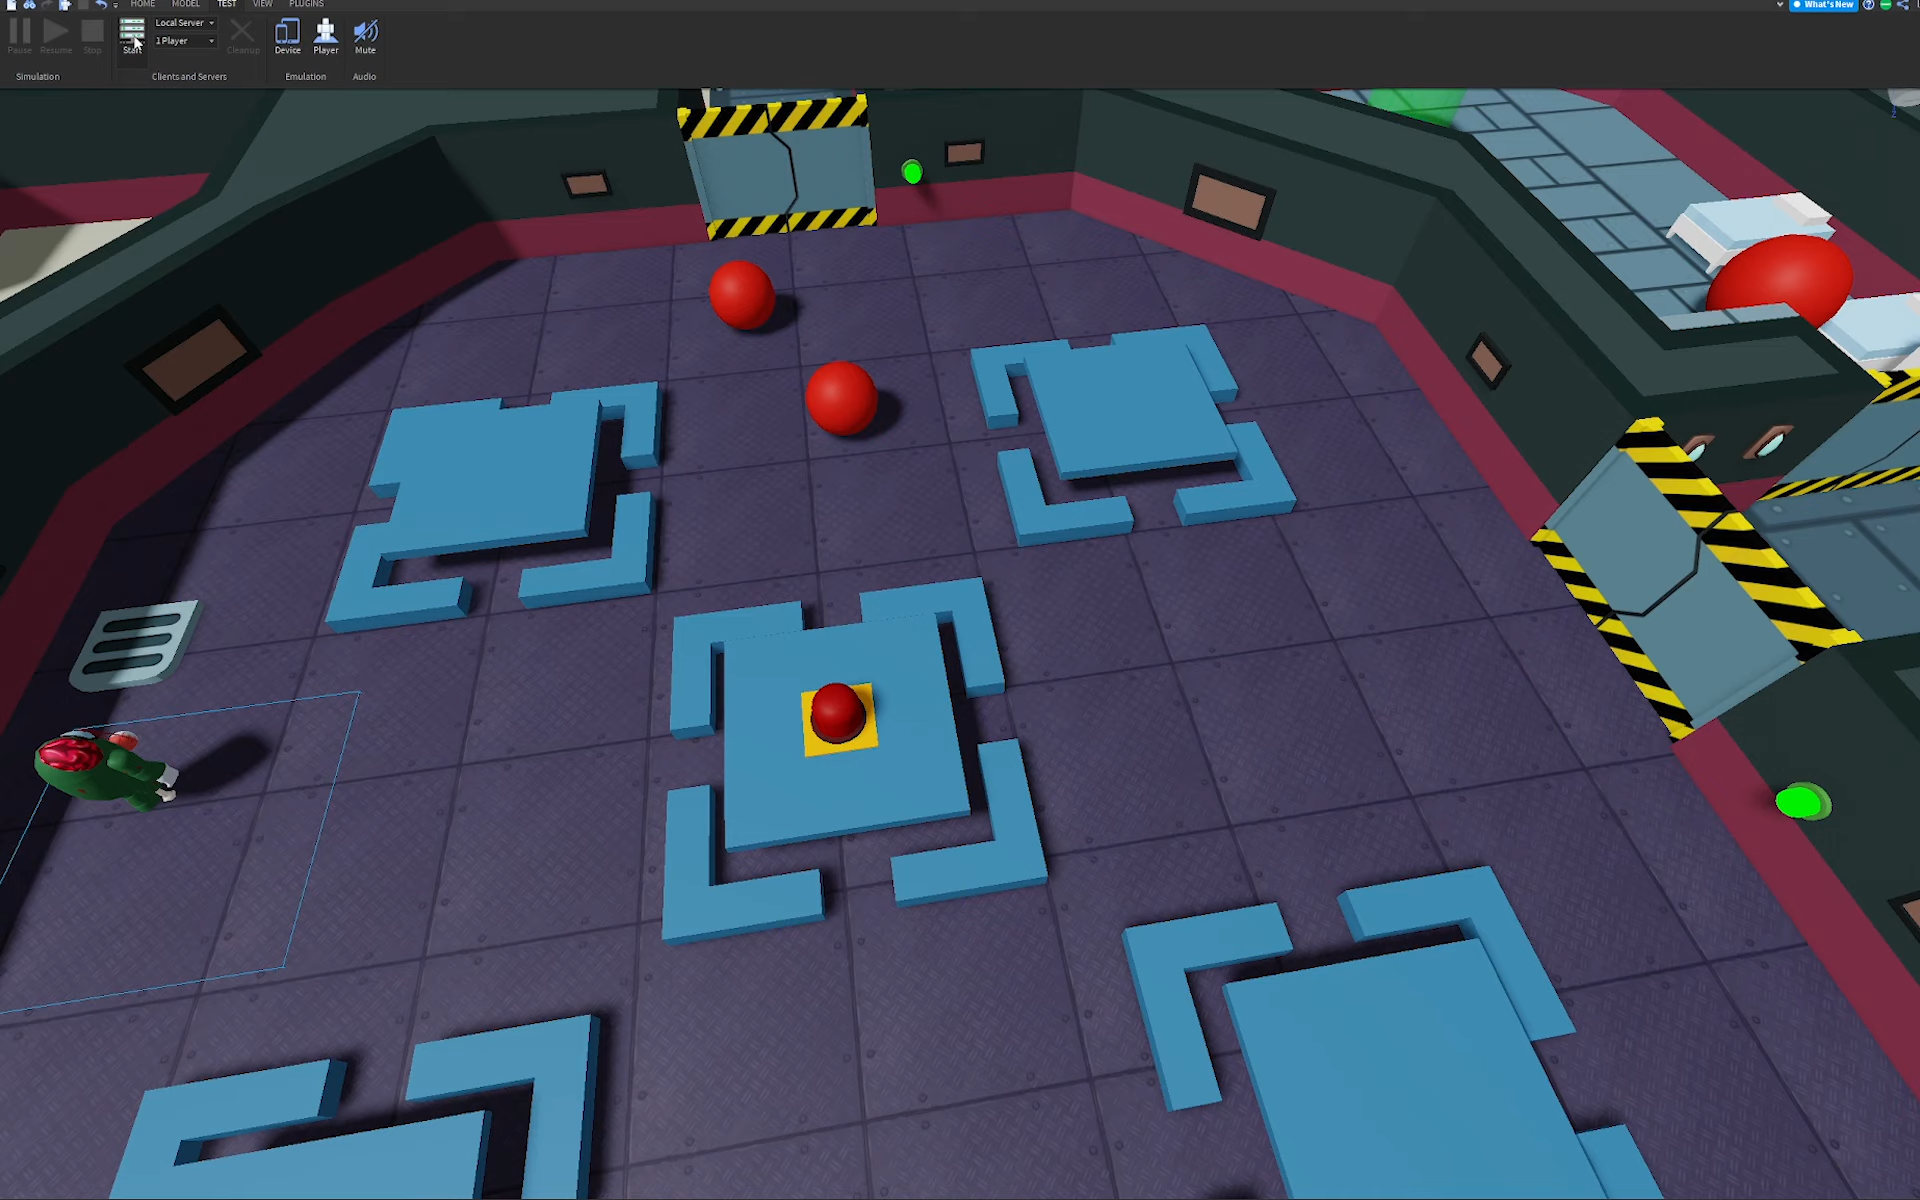 HOME MODEL TEST VIEW PLUGINS
What's New
Pause Resume Stop Start
Local Server
1 Player
Cleanup Device Player Mute
Simulation Clients and Servers Emulation Audio